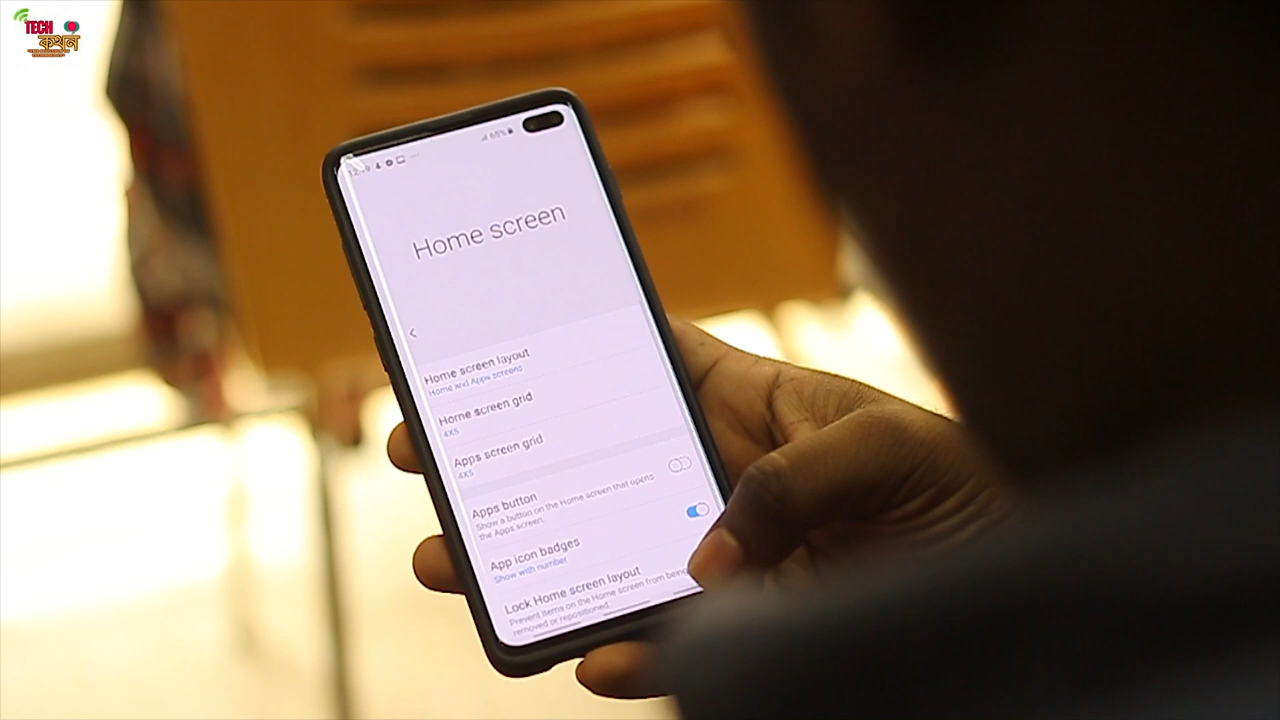 TECH
কথন
65%
Home screen
Home screen layout
Home and Apps screens
Home screen grid
4X5
Apps screen grid
4X5
Apps button
Show a button on the Home screen that opens
the Apps screen.
App icon badges
Show with number
Lock Home screen layout
Prevent items on the Home screen from being
removed or repositioned.